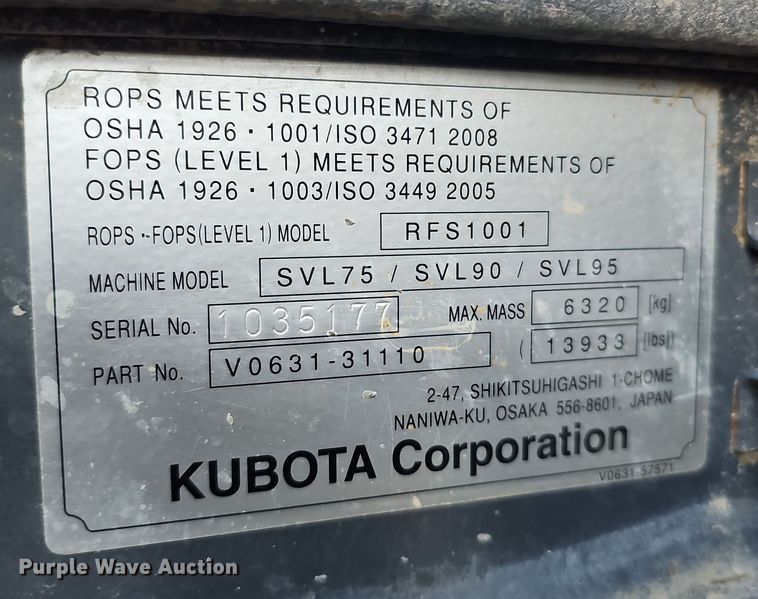 ROPS MEETS REQUIREMENTS OF
OSHA 1926 · 1001/ISO 3471 2008
FOPS (LEVEL 1) MEETS REQUIREMENTS OF
OSHA 1926 · 1003/ISO 3449 2005
ROPS · FOPS(LEVEL 1) MODEL RFS1001
MACHINE MODEL SVL75 / SVL90 / SVL95
SERIAL No. 1035177 MAX. MASS 6320 [kg]
PART No. V0631-31110 ( 13933 [lbs]
2-47, SHIKITSUHIGASHI 1-CHOME
NANIWA-KU, OSAKA 556-8601, JAPAN
KUBOTA Corporation
V0631-57571
Purple Wave Auction